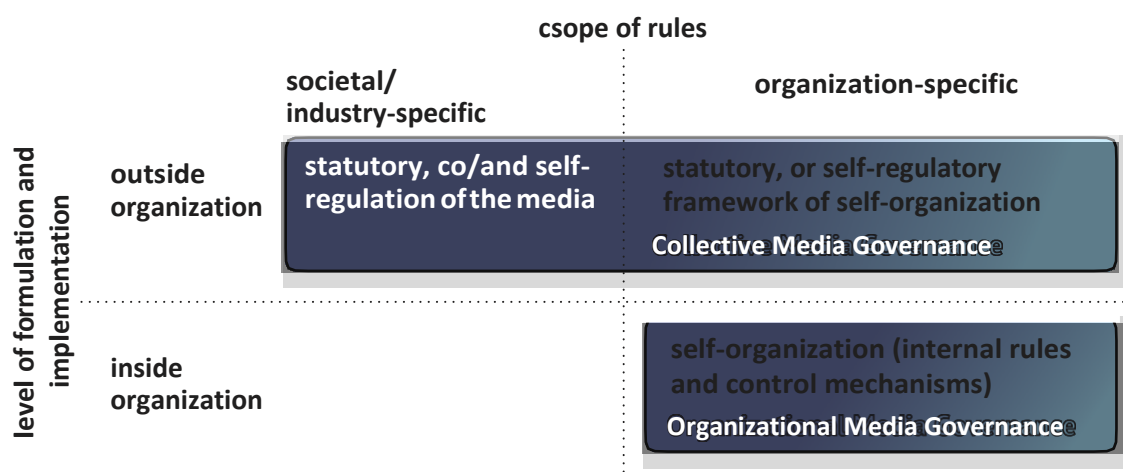 csope of rules
societal/
industry-specific
organization-specific
level of formulation and
implementation
outside
organization
statutory, co/and self-
regulation of the media
statutory, or self-regulatory
framework of self-organization
Collective Media Governance
inside
organization
self-organization (internal rules
and control mechanisms)
Organizational Media Governance